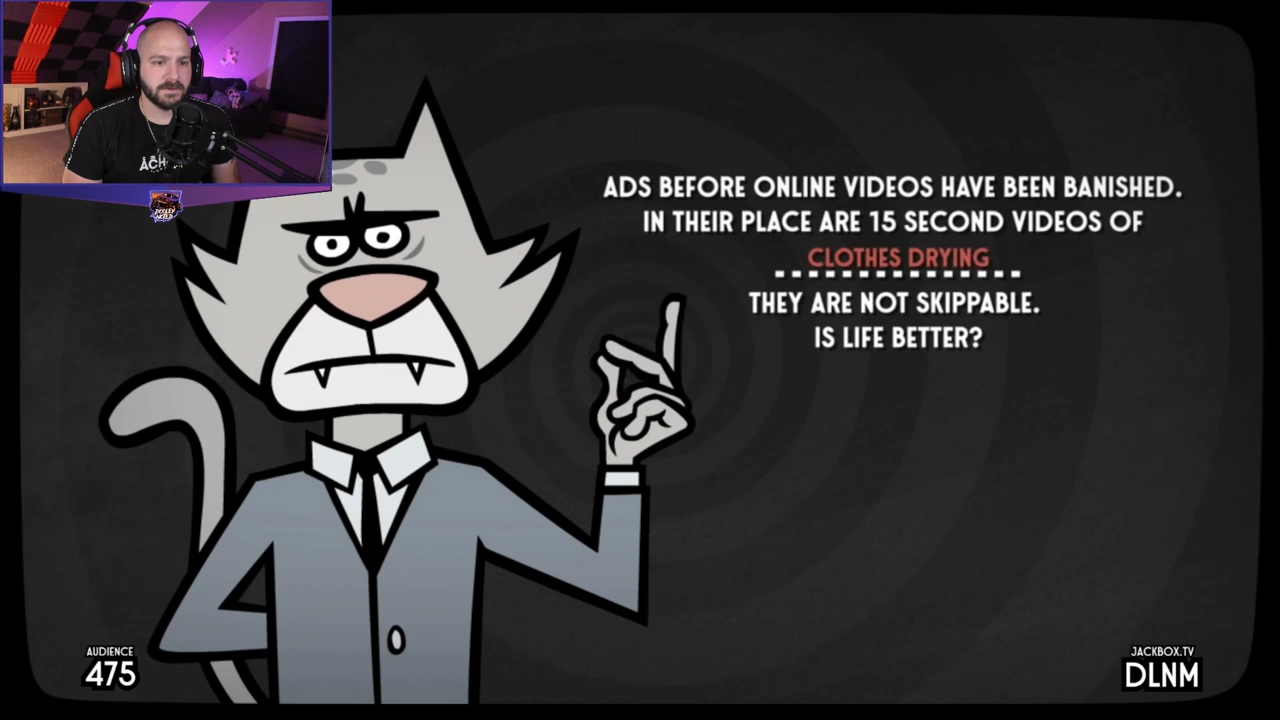 ADS BEFORE ONLINE VIDEOS HAVE BEEN BANISHED.
IN THEIR PLACE ARE 15 SECOND VIDEOS OF
CLOTHES DRYING
THEY ARE NOT SKIPPABLE.
IS LIFE BETTER?
AUDIENCE
475
JACKBOX.TV
DLNM